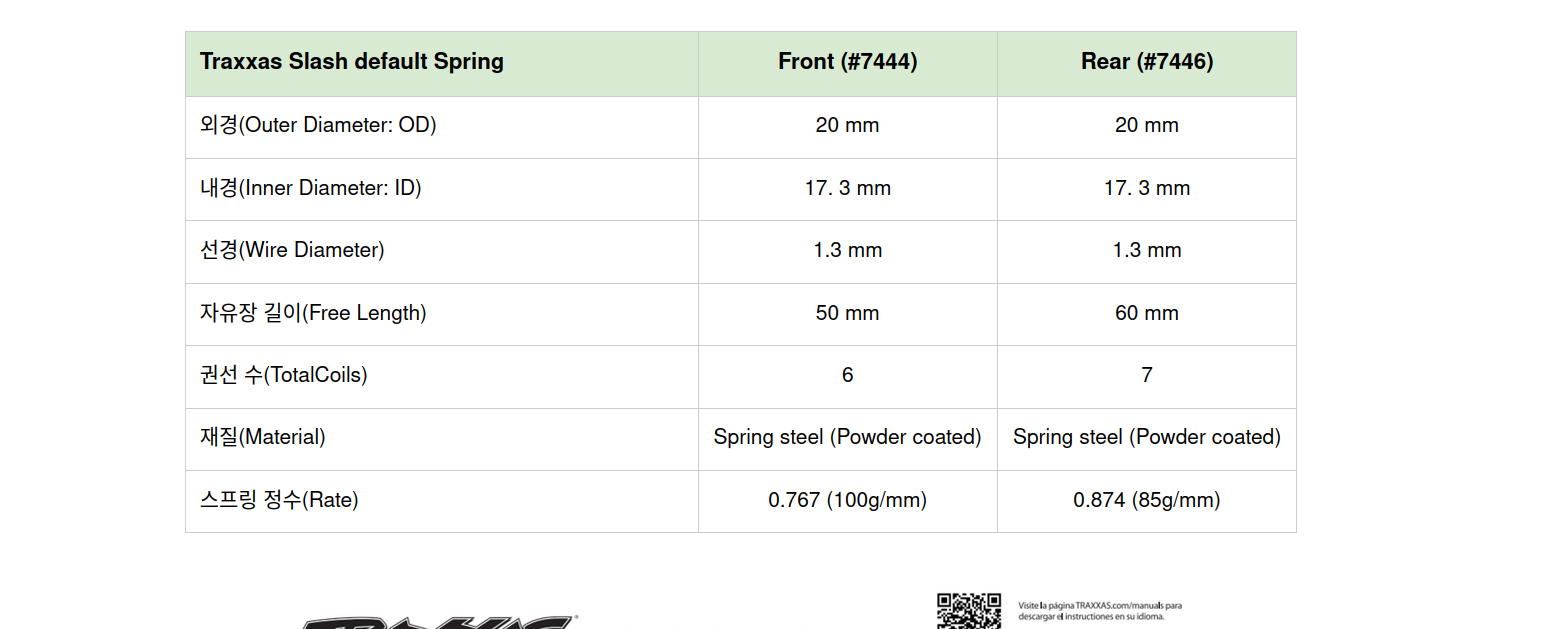 Traxxas Slash default Spring Front (#7444) Rear (#7446)
외경(Outer Diameter: OD) 20 mm 20 mm
내경(Inner Diameter: ID) 17. 3 mm 17. 3 mm
선경(Wire Diameter) 1.3 mm 1.3 mm
자유장 길이(Free Length) 50 mm 60 mm
권선 수(TotalCoils) 6 7
재질(Material) Spring steel (Powder coated) Spring steel (Powder coated)
스프링 정수(Rate) 0.767 (100g/mm) 0.874 (85g/mm)
Visite la página TRAXXAS.com/manuals para
descargar el instructiones en su idioma.
TRAXXAS